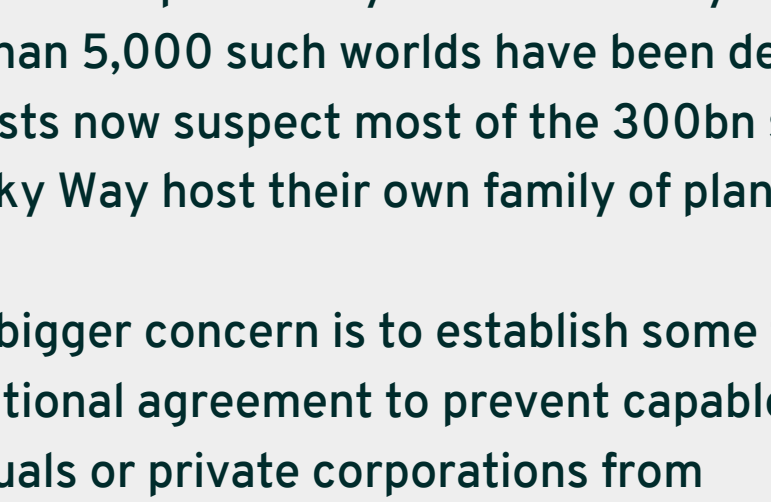 han 5,000 such worlds have been de
sts now suspect most of the 300bn
ky Way host their own family of plan
bigger concern is to establish some
tional agreement to prevent capable
uals or private corporations from